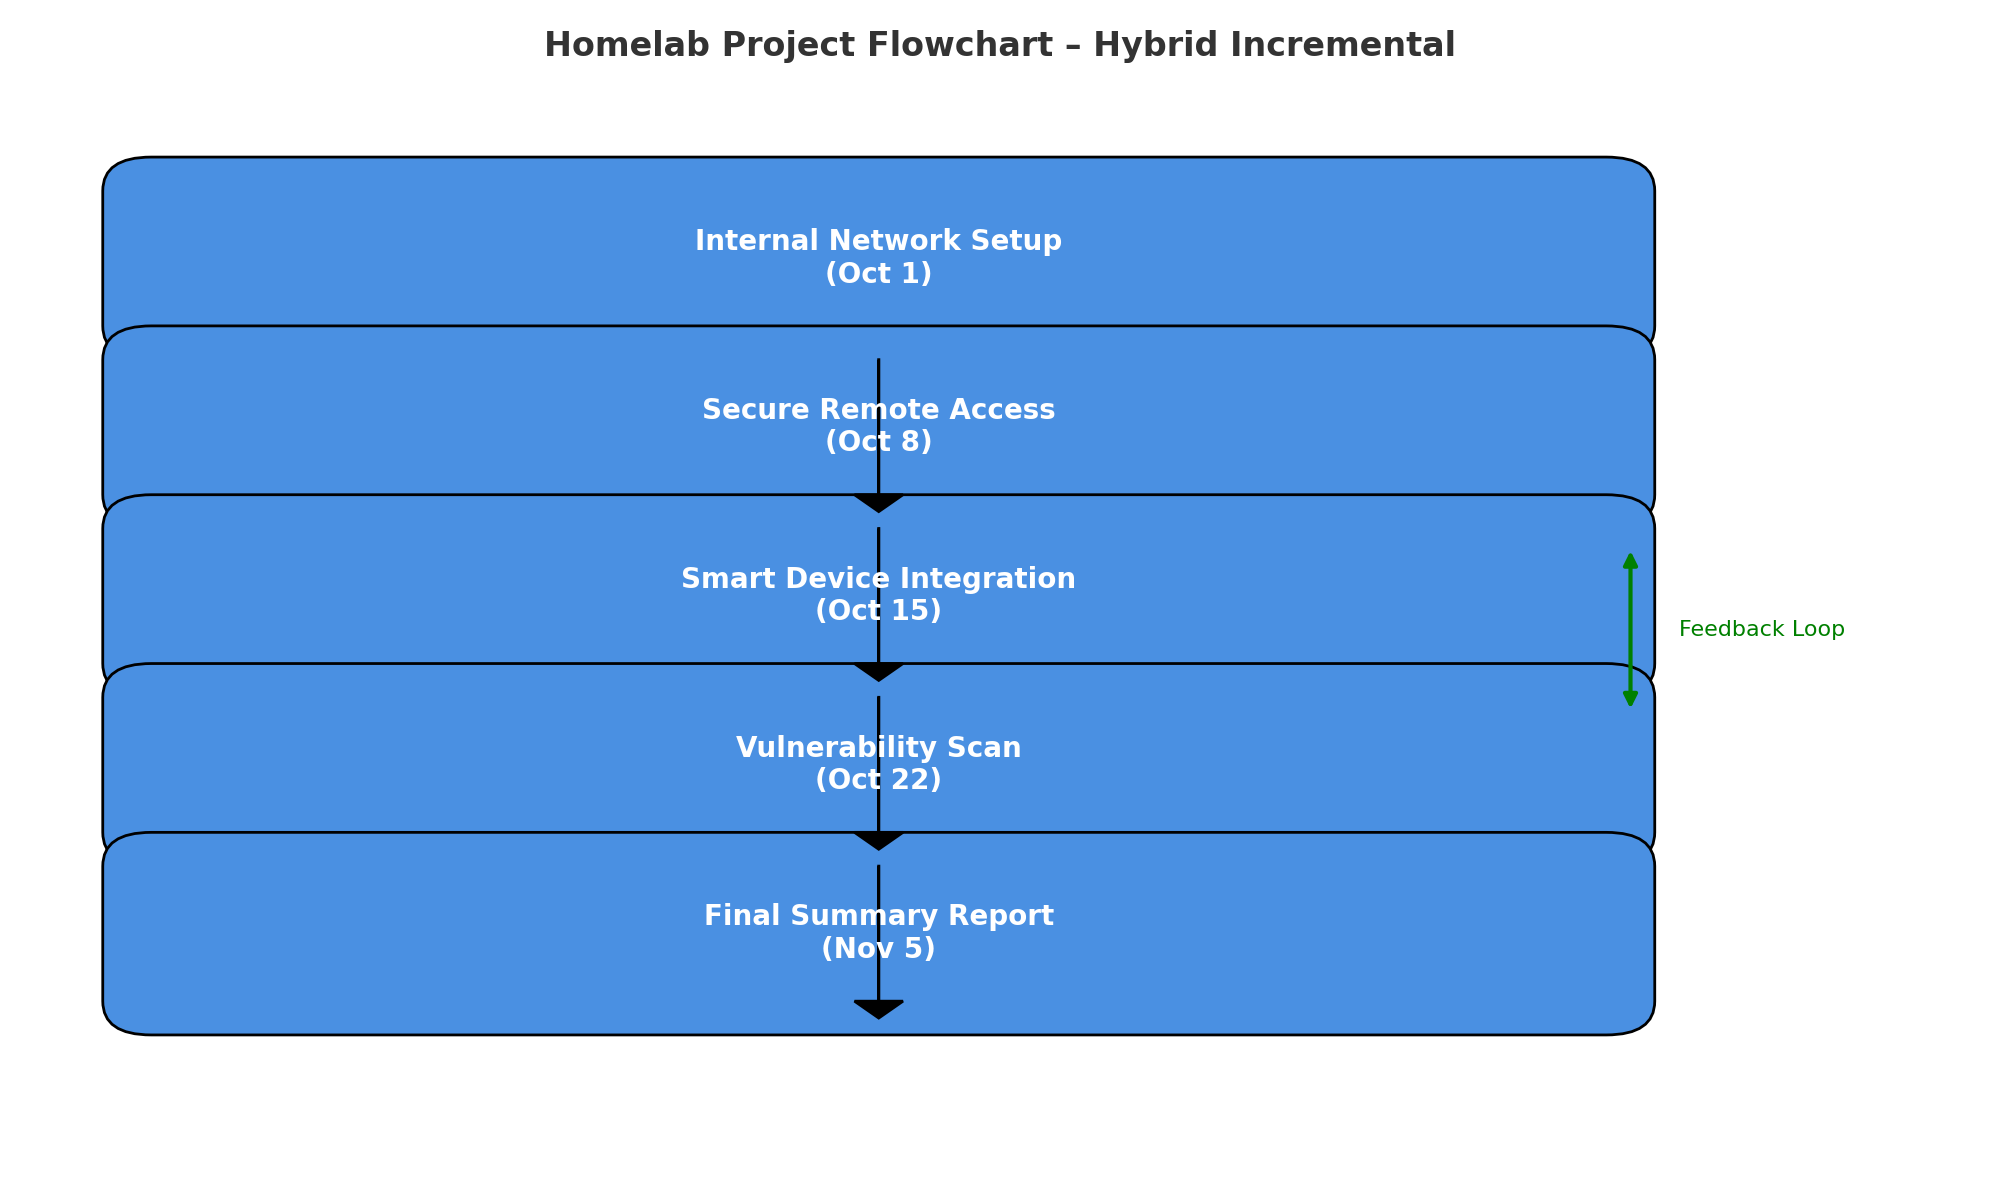 Homelab Project Flowchart – Hybrid Incremental
Internal Network Setup
(Oct 1)
Secure Remote Access
(Oct 8)
Smart Device Integration
(Oct 15)
Feedback Loop
Vulnerability Scan
(Oct 22)
Final Summary Report
(Nov 5)